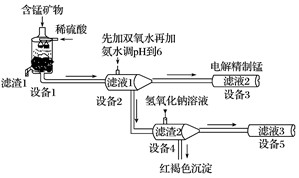 含锰矿物
稀硫酸
滤渣1
设备1
先加双氧水再加
氨水调pH到6
滤液1
设备2
电解精制锰
滤液2
设备3
氢氧化钠溶液
滤渣2
设备4
红褐色沉淀
滤液3
设备5